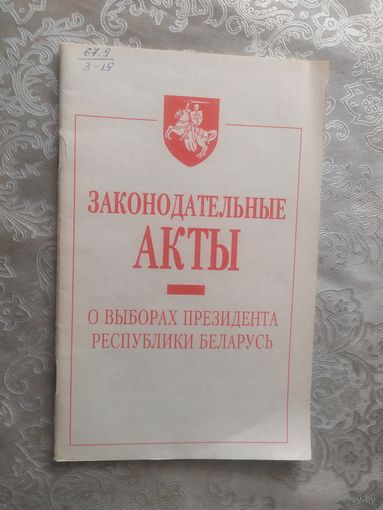 67.9
3-19
ЗАКОНОДАТЕЛЬНЫЕ
АКТЫ
О ВЫБОРАХ ПРЕЗИДЕНТА
РЕСПУБЛИКИ БЕЛАРУСЬ